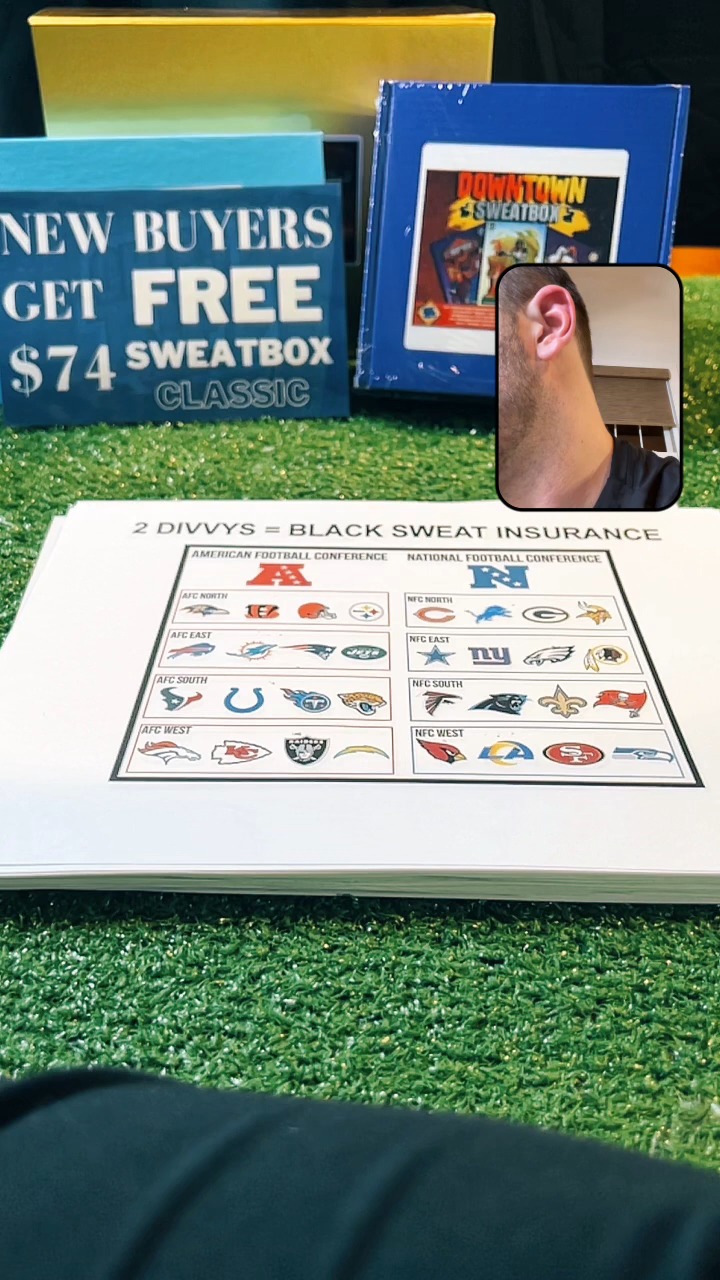 DOWNTOWN
SWEATBOX
NEW BUYERS
GET FREE
$74 SWEATBOX
CLASSIC
2 DIVVYS = BLACK SWEAT INSURANCE
AMERICAN FOOTBALL CONFERENCE
NATIONAL FOOTBALL CONFERENCE
A
N
AFC NORTH
NFC NORTH
AFC EAST
JETS
NFC EAST
ny
AFC SOUTH
NFC SOUTH
AFC WEST
KC
RAIDERS
NFC WEST
SF